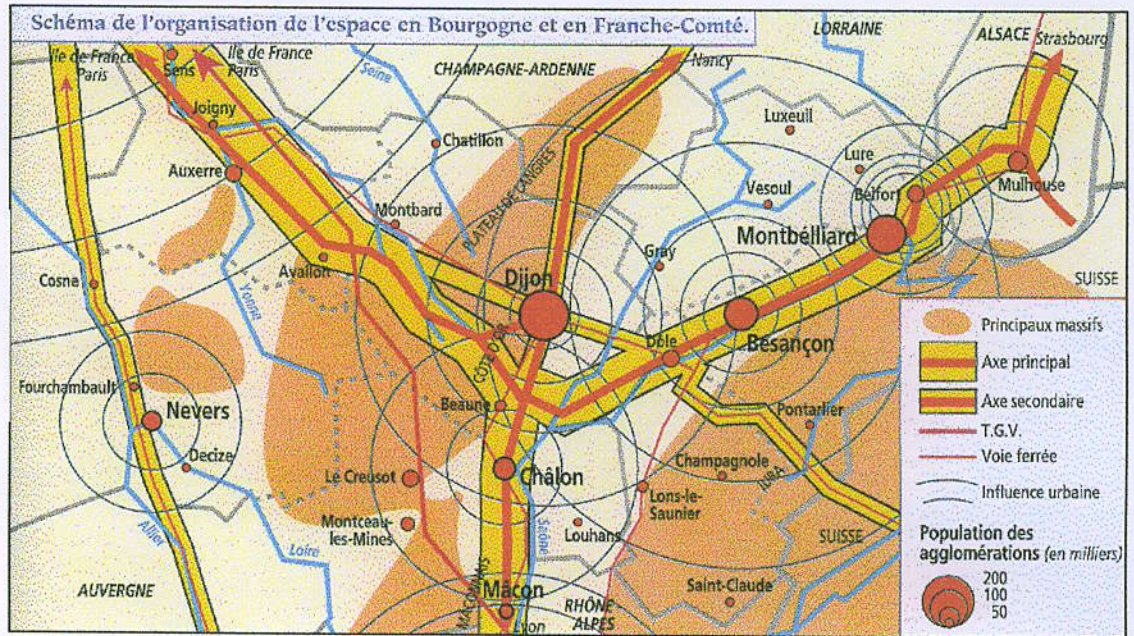 Schéma de l'organisation de l'espace en Bourgogne et en Franche-Comté.
LORRAINE
ALSACE
Strasbourg
Ile de France
Paris
Sens
Ile de France
Paris
Seine
CHAMPAGNE-ARDENNE
Nancy
Joigny
Chatillon
Luxeuil
Auxerre
Lure
Belfort
Mulhouse
Montbard
PLATEAU DE LANGRES
Vesoul
Montbélliard
Gray
Avallon
Dijon
Cosne
Yonne
SUISSE
CÔTE D'OR
Dole
Besançon
Fourchambault
Beaune
Nevers
Pontarlier
Decize
Le Creusot
Châlon
Champagnole
JURA
Lons-le-
Saunier
Montceau-
les-Mines
Louhans
SUISSE
Allier
Loire
Saône
AUVERGNE
MACONNAIS
Mâcon
Lyon
RHÔNE
ALPES
Saint-Claude
Principaux massifs
Axe principal
Axe secondaire
T.G.V.
Voie ferrée
Influence urbaine
Population des
agglomérations (en milliers)
200
100
50